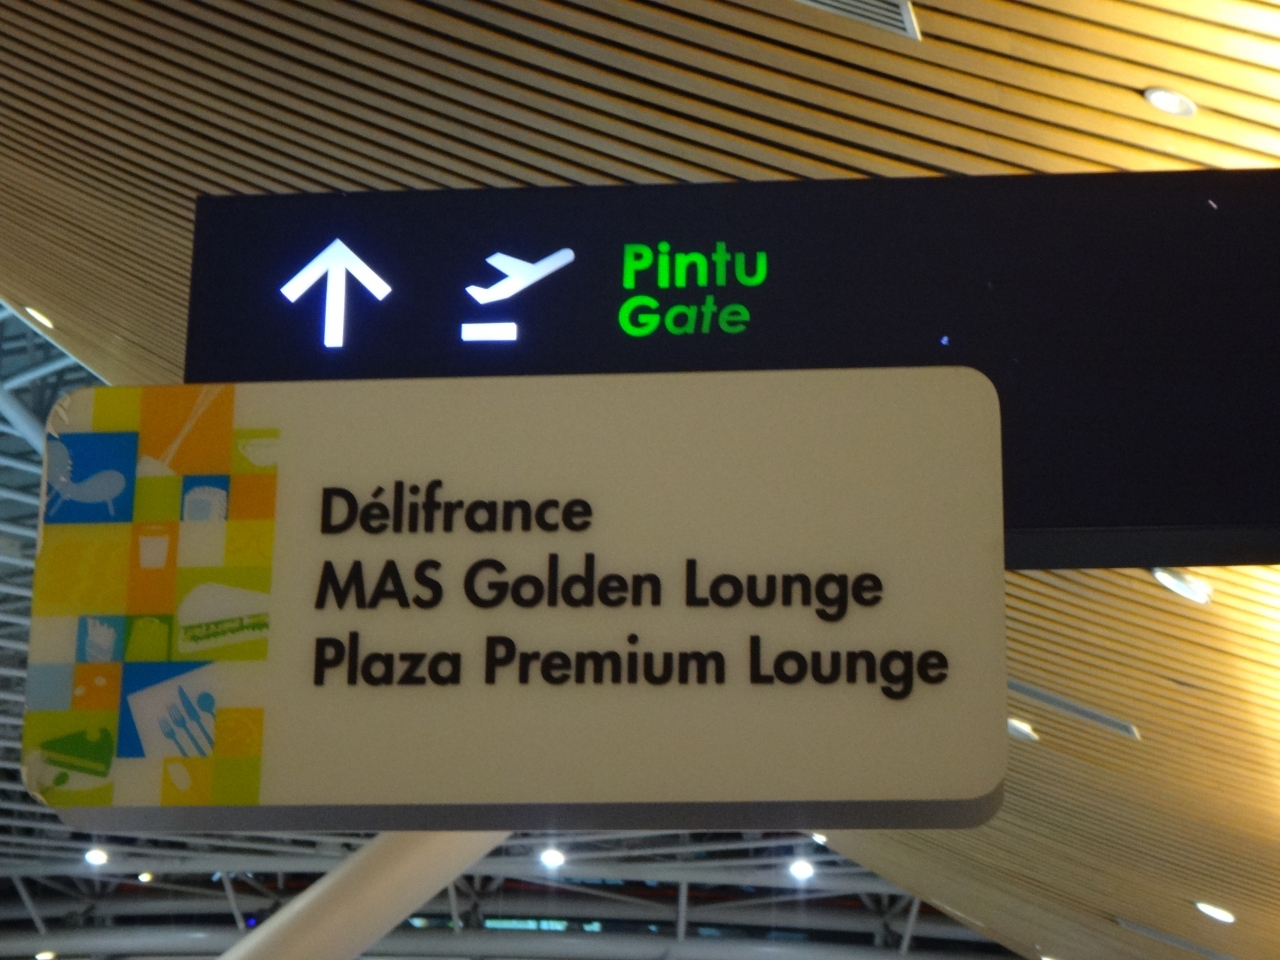 Pintu
Gate
Délifrance
MAS Golden Lounge
Plaza Premium Lounge